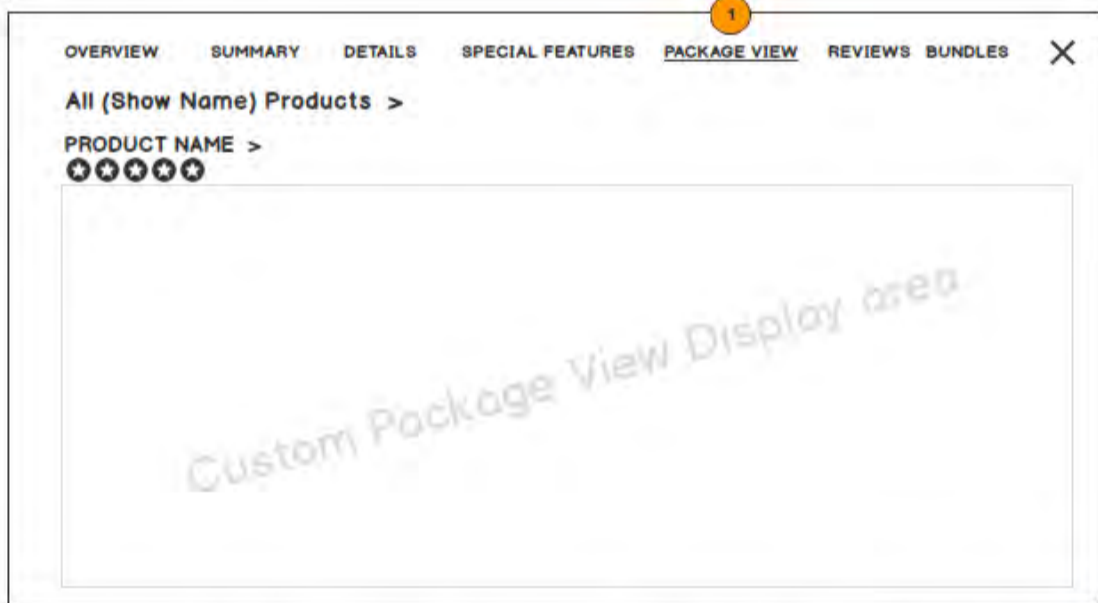 1
OVERVIEW SUMMARY DETAILS SPECIAL FEATURES PACKAGE VIEW REVIEWS BUNDLES X
All (Show Name) Products >
PRODUCT NAME >
Custom Package View Display area